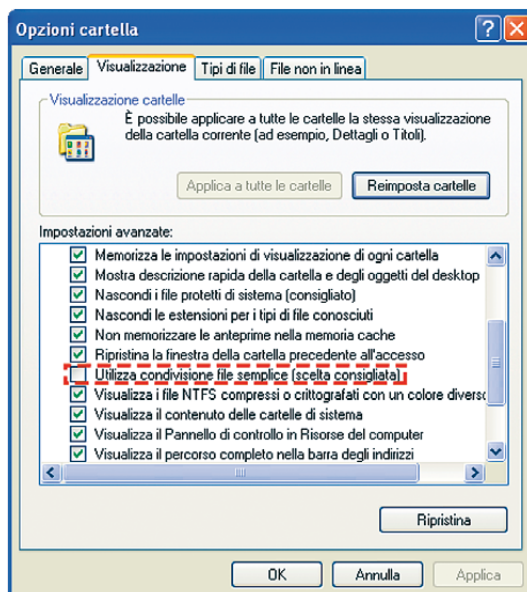 Opzioni cartella
Generale
Visualizzazione
Tipi di file
File non in linea
Visualizzazione cartelle
È possibile applicare a tutte le cartelle la stessa visualizzazione
della cartella corrente (ad esempio, Dettagli o Titoli).
Applica a tutte le cartelle
Reimposta cartelle
Impostazioni avanzate:
Memorizza le impostazioni di visualizzazione di ogni cartella
Mostra descrizione rapida della cartella e degli oggetti del desktop
Nascondi i file protetti di sistema (consigliato)
Nascondi le estensioni per i tipi di file conosciuti
Non memorizzare le anteprime nella memoria cache
Ripristina la finestra della cartella precedente all'accesso
Utilizza condivisione file semplice (scelta consigliata)
Visualizza i file NTFS compressi o crittografati con un colore diverso
Visualizza il contenuto delle cartelle di sistema
Visualizza il Pannello di controllo in Risorse del computer
Visualizza il percorso completo nella barra degli indirizzi
Ripristina
OK
Annulla
Applica